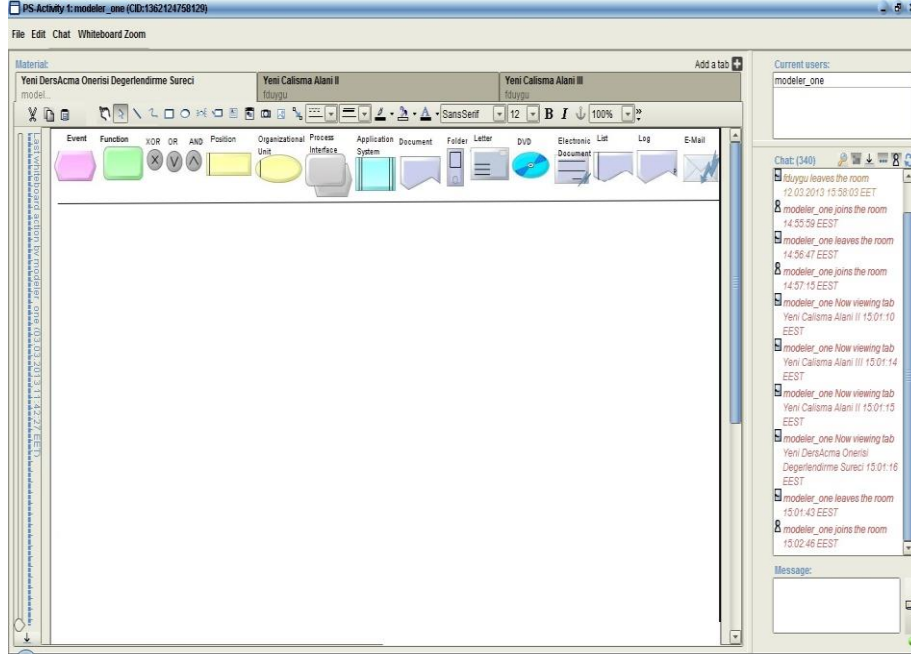 PS-Activity 1: modeler_one (CID:1362124758129)
File Edit Chat Whiteboard Zoom
Material:
Add a tab
Yeni DersAcma Onerisi Degerlendirme Sureci
model...
Yeni Calisma Alani II
fduygu
Yeni Calisma Alani III
fduygu
SansSerif 12 B I 100%
Event Function XOR OR AND Position Organizational Unit Process Interface Application System Document Folder Letter DVD Electronic Document List Log E-Mail
Last whiteboard action by modeler_one (03.03.2013 11:42:27 EET)
Current users:
modeler_one
Chat: (340)
fduygu leaves the room
12.03.2013 15:58:03 EET
modeler_one joins the room
14:55:59 EEST
modeler_one leaves the room
14:56:47 EEST
modeler_one joins the room
14:57:15 EEST
modeler_one Now viewing tab
Yeni Calisma Alani II 15:01:10
EEST
modeler_one Now viewing tab
Yeni Calisma Alani III 15:01:14
EEST
modeler_one Now viewing tab
Yeni Calisma Alani II 15:01:15
EEST
modeler_one Now viewing tab
Yeni DersAcma Onerisi
Degerlendirme Sureci 15:01:16
EEST
modeler_one leaves the room
15:01:43 EEST
modeler_one joins the room
15:02:46 EEST
Message: